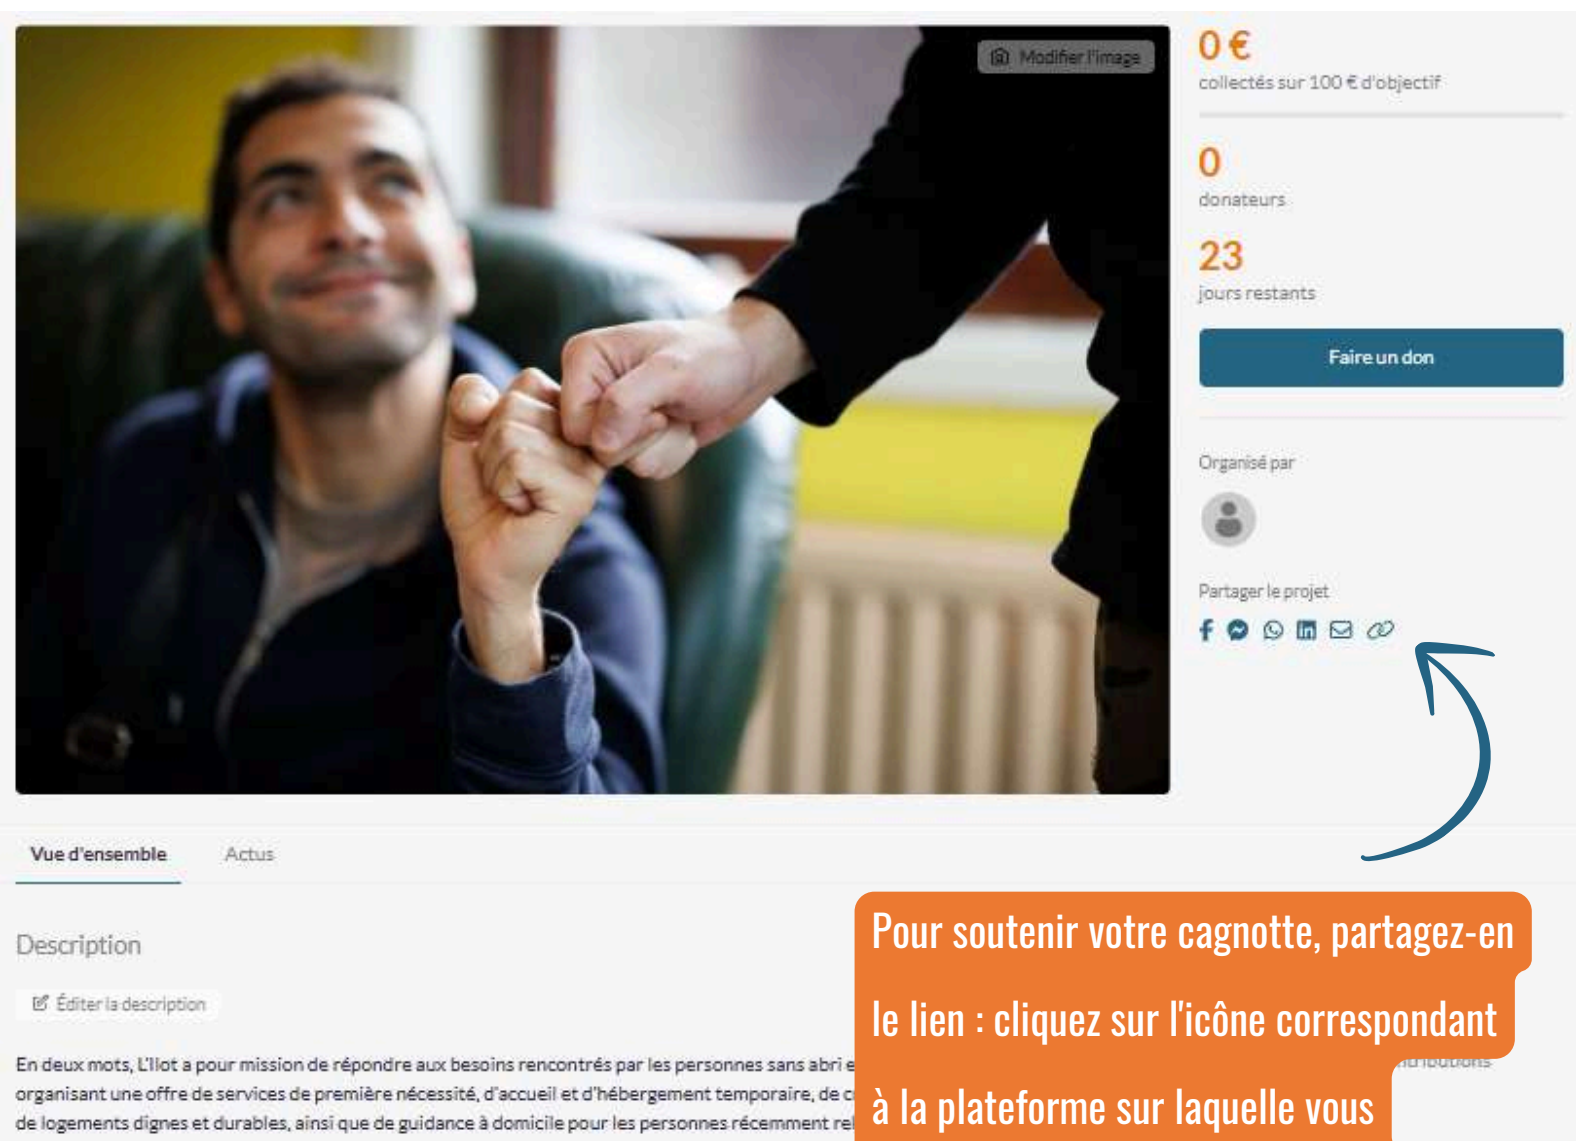 Modifier l'image
0 €
collectés sur 100 € d'objectif
0
donateurs
23
jours restants
Faire un don
Organisé par
Partager le projet
Vue d'ensemble
Actus
Description
Éditer la description
En deux mots, L'Ilot a pour mission de répondre aux besoins rencontrés par les personnes sans abri
organisant une offre de services de première nécessité, d'accueil et d'hébergement temporaire, de
de logements dignes et durables, ainsi que de guidance à domicile pour les personnes récemment
Pour soutenir votre cagnotte, partagez-en
le lien : cliquez sur l'icône correspondant
à la plateforme sur laquelle vous